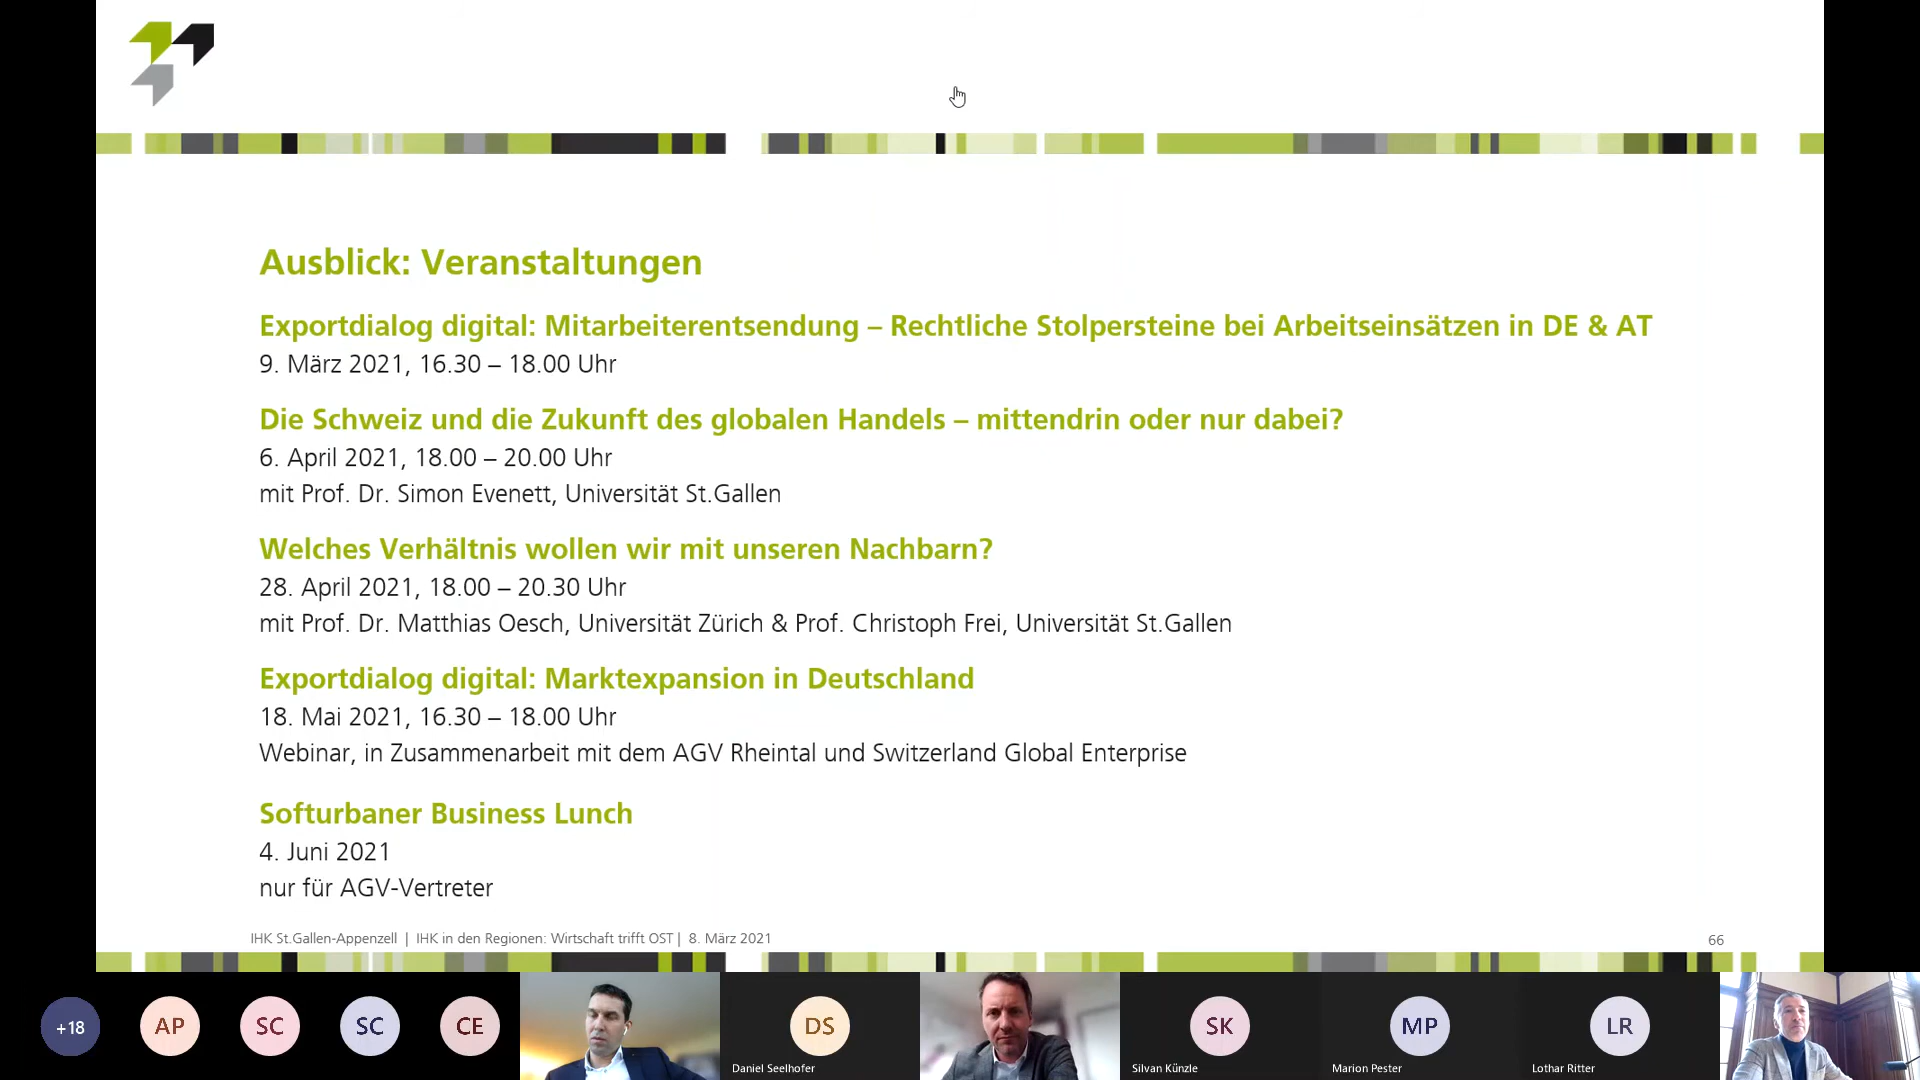 Ausblick: Veranstaltungen
Exportdialog digital: Mitarbeiterentsendung – Rechtliche Stolpersteine bei Arbeitseinsätzen in DE & AT
9. März 2021, 16.30 – 18.00 Uhr
Die Schweiz und die Zukunft des globalen Handels – mittendrin oder nur dabei?
6. April 2021, 18.00 – 20.00 Uhr
mit Prof. Dr. Simon Evenett, Universität St.Gallen
Welches Verhältnis wollen wir mit unseren Nachbarn?
28. April 2021, 18.00 – 20.30 Uhr
mit Prof. Dr. Matthias Oesch, Universität Zürich & Prof. Christoph Frei, Universität St.Gallen
Exportdialog digital: Marktexpansion in Deutschland
18. Mai 2021, 16.30 – 18.00 Uhr
Webinar, in Zusammenarbeit mit dem AGV Rheintal und Switzerland Global Enterprise
Softurbaner Business Lunch
4. Juni 2021
nur für AGV-Vertreter
IHK St.Gallen-Appenzell | IHK in den Regionen: Wirtschaft trifft OST | 8. März 2021
66
+18
AP
SC
SC
CE
DS
Daniel Seelhofer
SK
Silvan Künzle
MP
Marion Pester
LR
Lothar Ritter